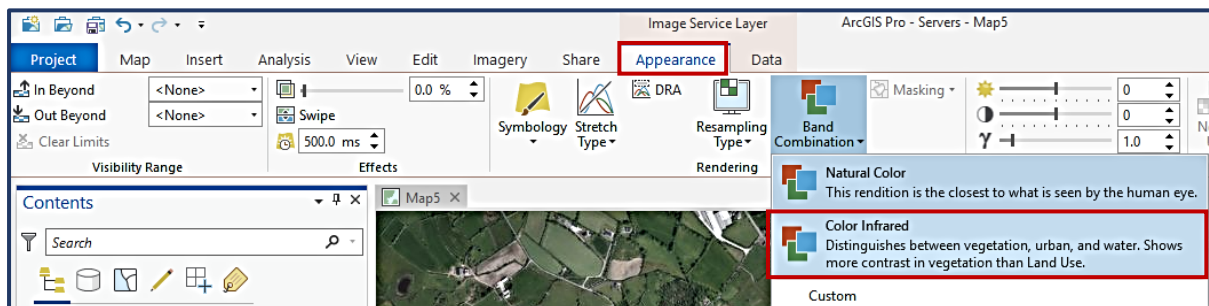 Image Service Layer
ArcGIS Pro - Servers - Map5
Project Map Insert Analysis View Edit Imagery Share Appearance Data
In Beyond <None> 0.0 % DRA Masking 0
Out Beyond <None> Swipe 0
Clear Limits 500.0 ms Symbology Stretch Type Resampling Type Band Combination γ 1.0
Visibility Range Effects Rendering
Natural Color
This rendition is the closest to what is seen by the human eye.
Contents Map5
Color Infrared
Distinguishes between vegetation, urban, and water. Shows
more contrast in vegetation than Land Use.
Search
Custom